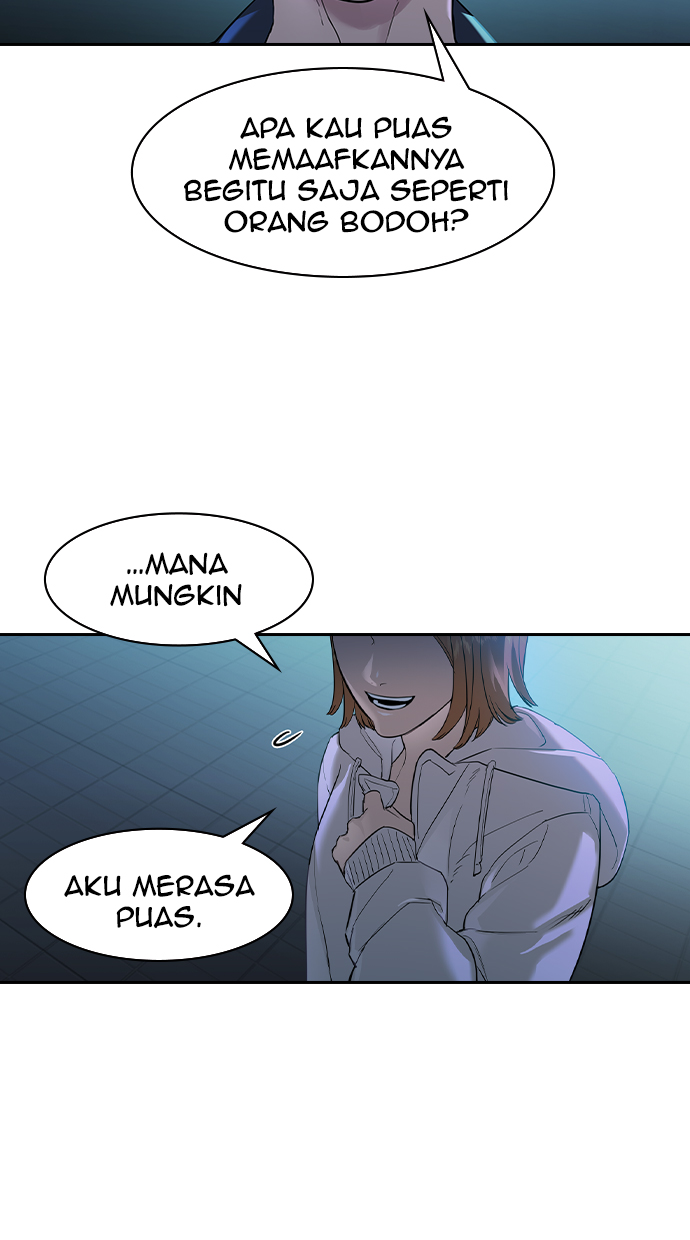 APA KAU PUAS
MEMAAFKANNYA
BEGITU SAJA SEPERTI
ORANG BODOH?
...MANA
MUNGKIN
AKU MERASA
PUAS.